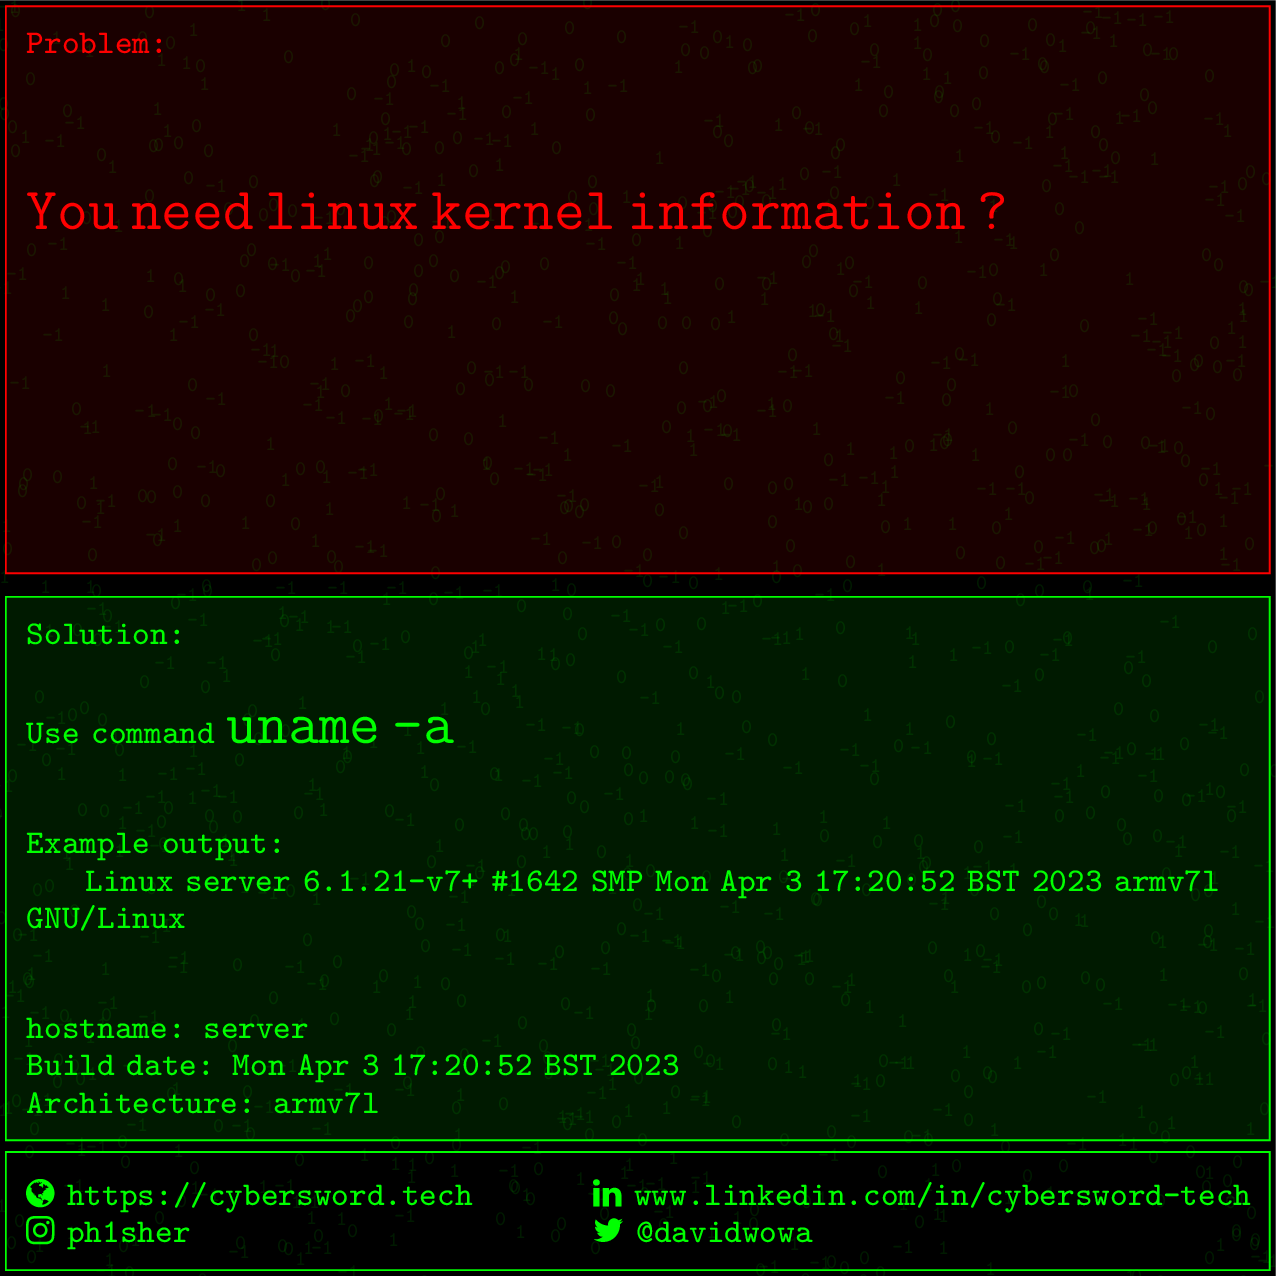 Problem:
You need linux kernel information ?
Solution:
Use command uname -a
Example output:
Linux server 6.1.21-v7+ #1642 SMP Mon Apr 3 17:20:52 BST 2023 armv7l
GNU/Linux
hostname: server
Build date: Mon Apr 3 17:20:52 BST 2023
Architecture: armv7l
https://cybersword.tech
www.linkedin.com/in/cybersword-tech
ph1sher
@davidwowa